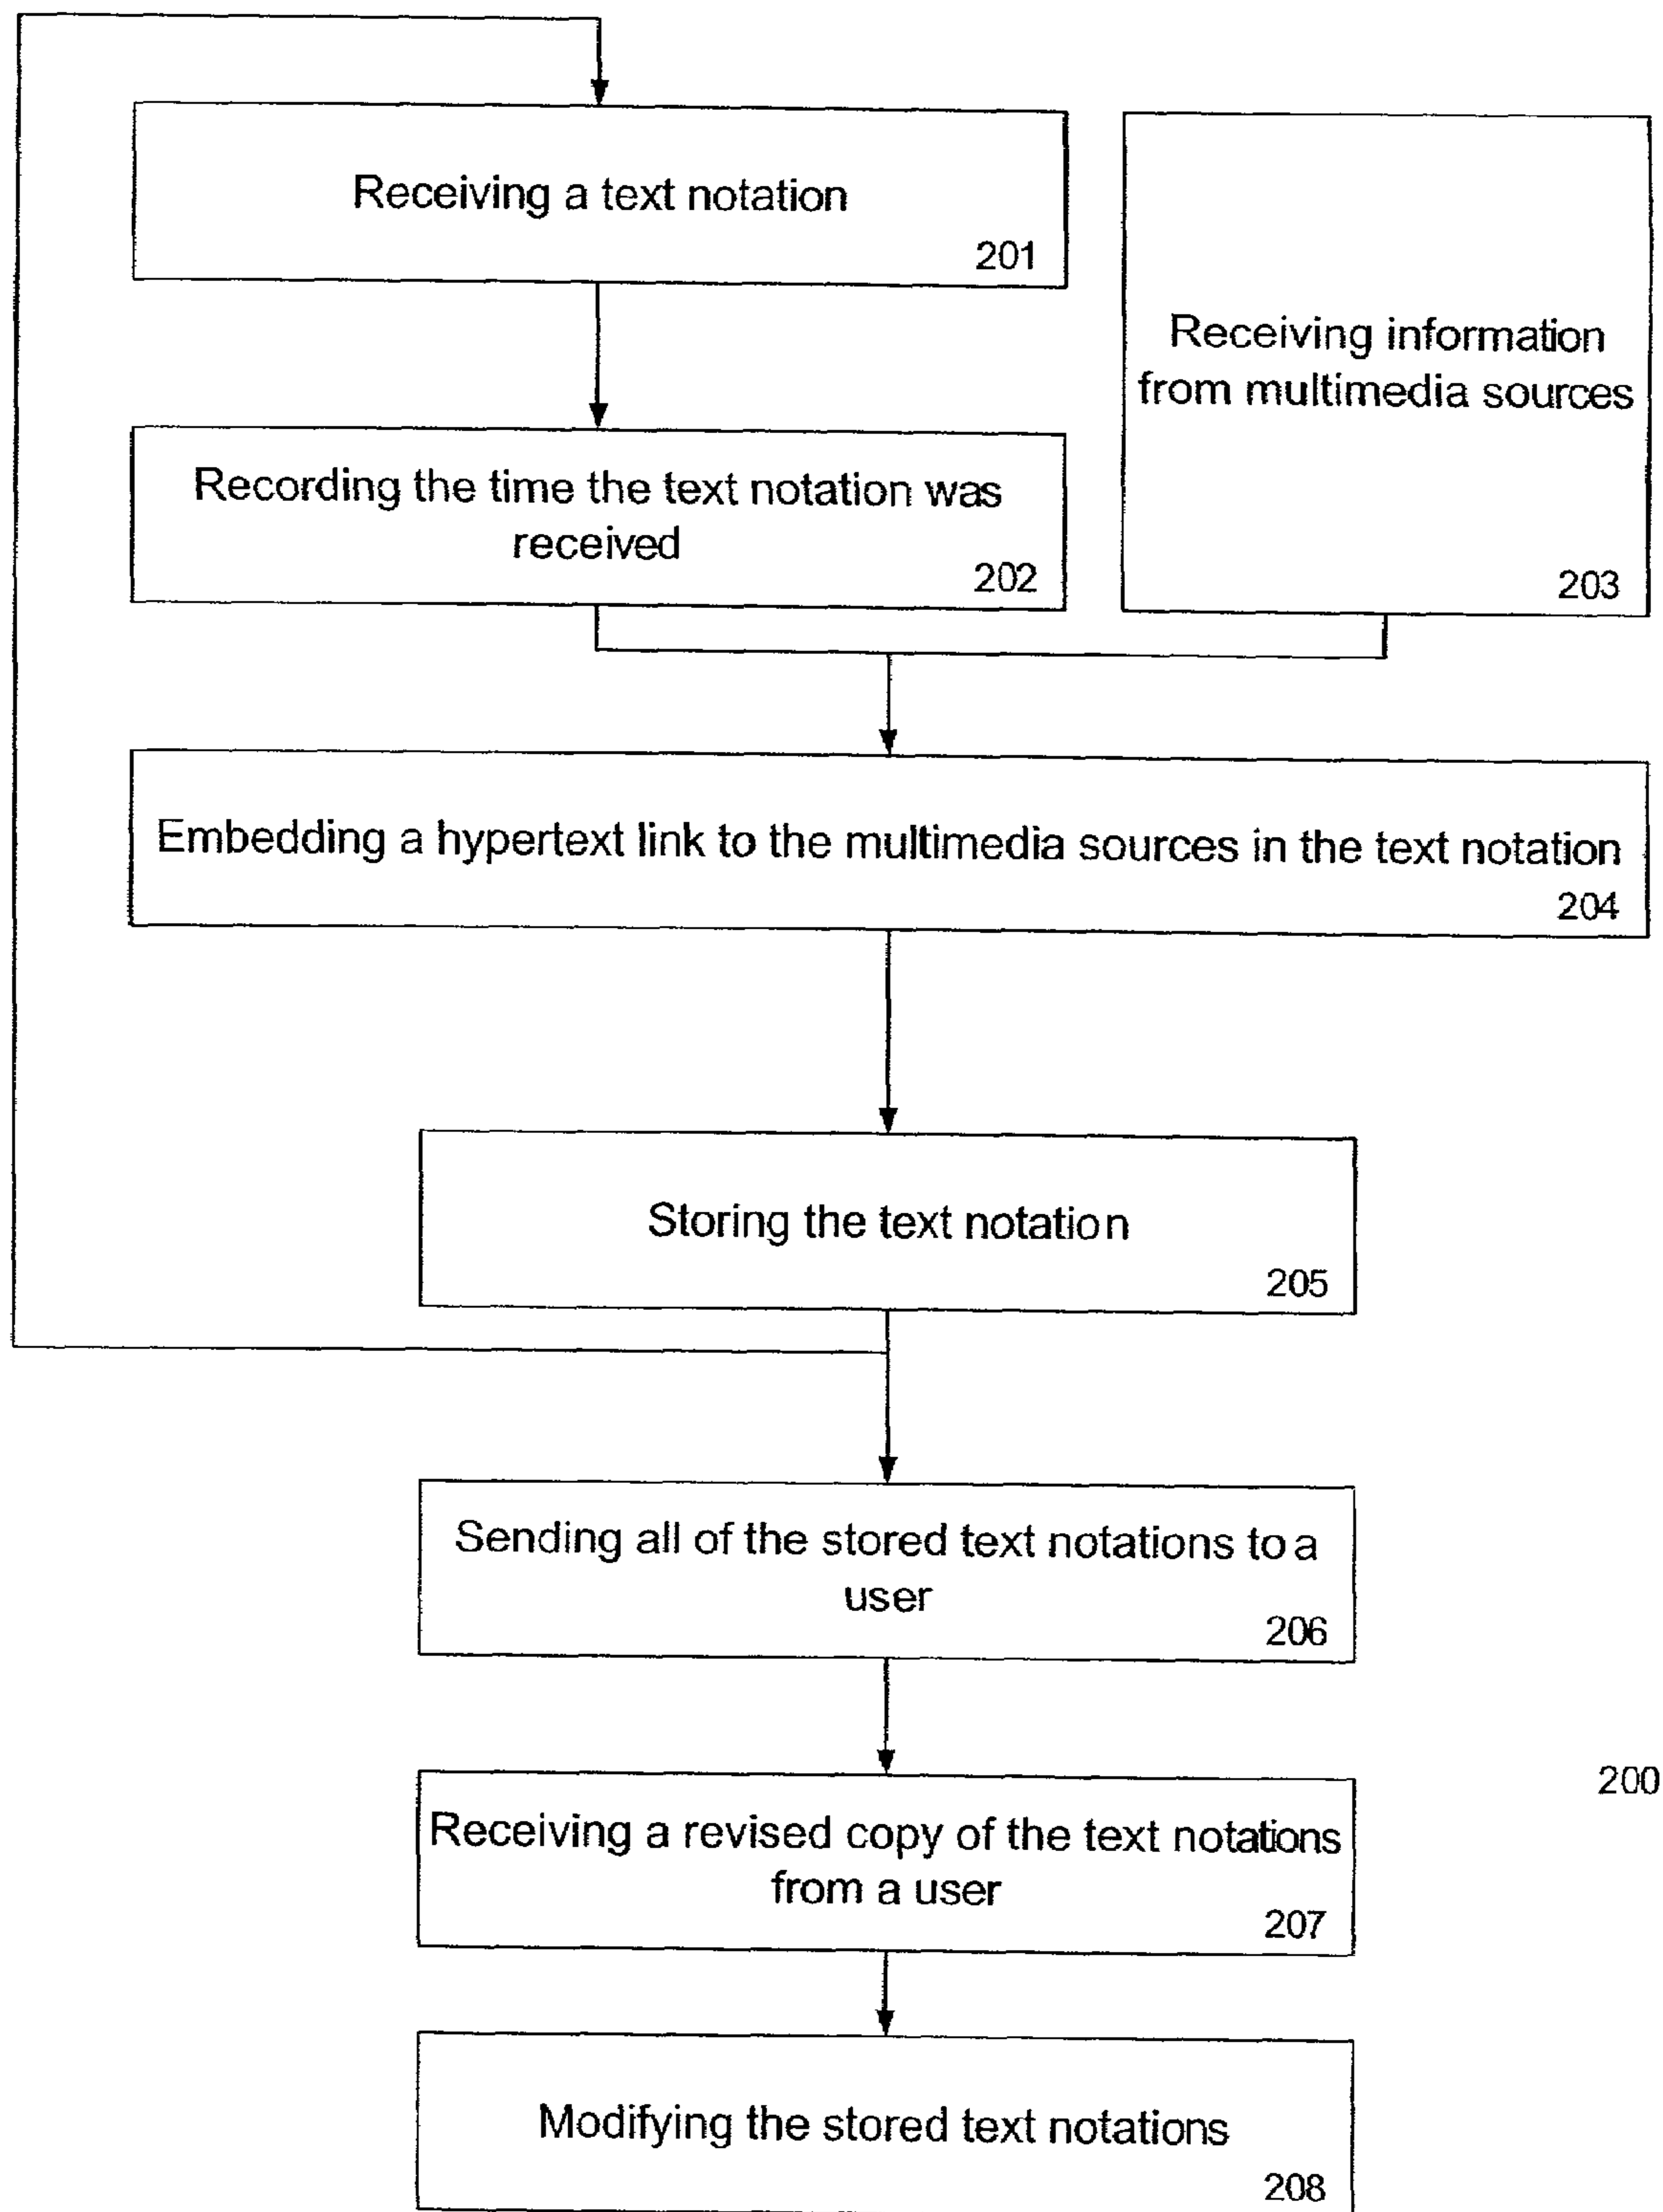 Receiving a text notation
201
Recording the time the text notation was
received
202
Receiving information
from multimedia sources
203
Embedding a hypertext link to the multimedia sources in the text notation
204
Storing the text notation
205
Sending all of the stored text notations to a
user
206
Receiving a revised copy of the text notations
from a user
207
200
Modifying the stored text notations
208